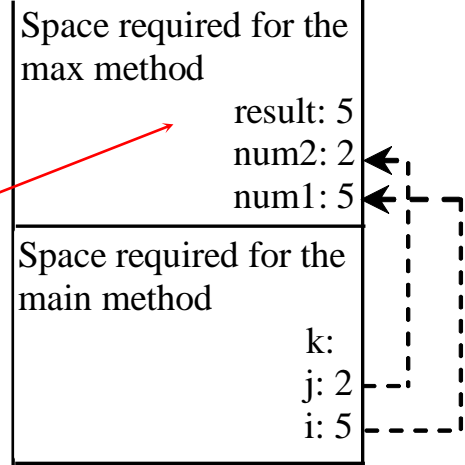 Space required for the
max method
result: 5
num2: 2
num1: 5
Space required for the
main method
k:
j: 2
i: 5